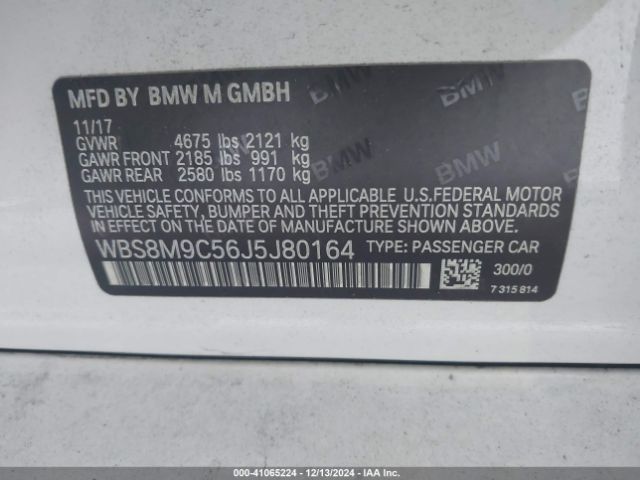 MFD BY BMW M GMBH
11/17
GVWR 4675 lbs 2121 kg
GAWR FRONT 2185 lbs 991 kg
GAWR REAR 2580 lbs 1170 kg
THIS VEHICLE CONFORMS TO ALL APPLICABLE U.S.FEDERAL MOTOR
VEHICLE SAFETY, BUMPER AND THEFT PREVENTION STANDARDS IN
EFFECT ON THE DATE OF MANUFACTURE SHOWN ABOVE.
WBS8M9C56J5J80164 TYPE: PASSENGER CAR
300/0
7 315 814
000-41065224 - 12/13/2024 - IAA Inc.